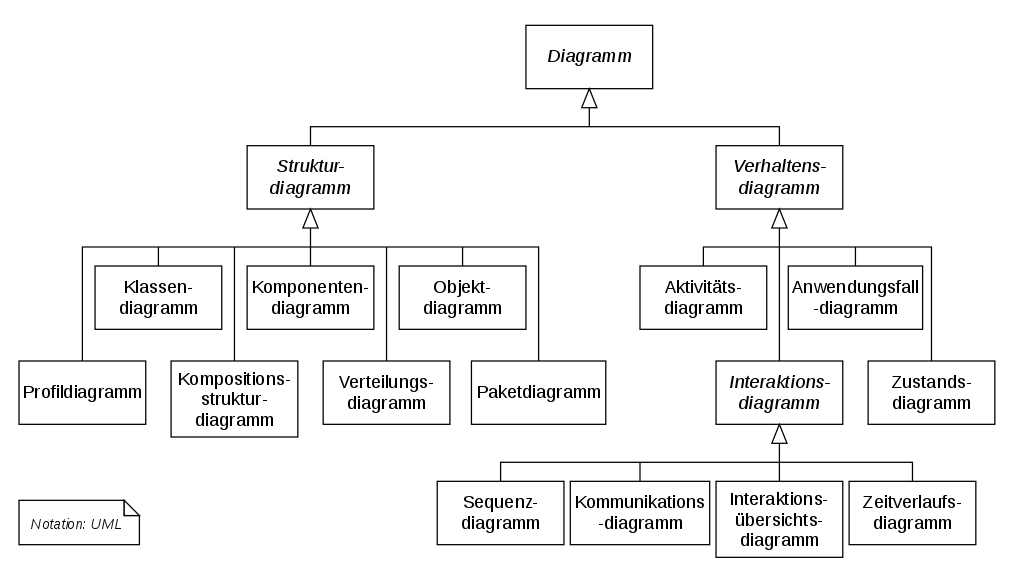 Diagramm
Struktur-
diagramm
Verhaltens-
diagramm
Klassen-
diagramm
Komponenten-
diagramm
Objekt-
diagramm
Aktivitäts-
diagramm
Anwendungsfall
-diagramm
Profildiagramm
Kompositions-
struktur-
diagramm
Verteilungs-
diagramm
Paketdiagramm
Interaktions-
diagramm
Zustands-
diagramm
Sequenz-
diagramm
Kommunikations
-diagramm
Interaktions-
übersichts-
diagramm
Zeitverlaufs-
diagramm
Notation: UML